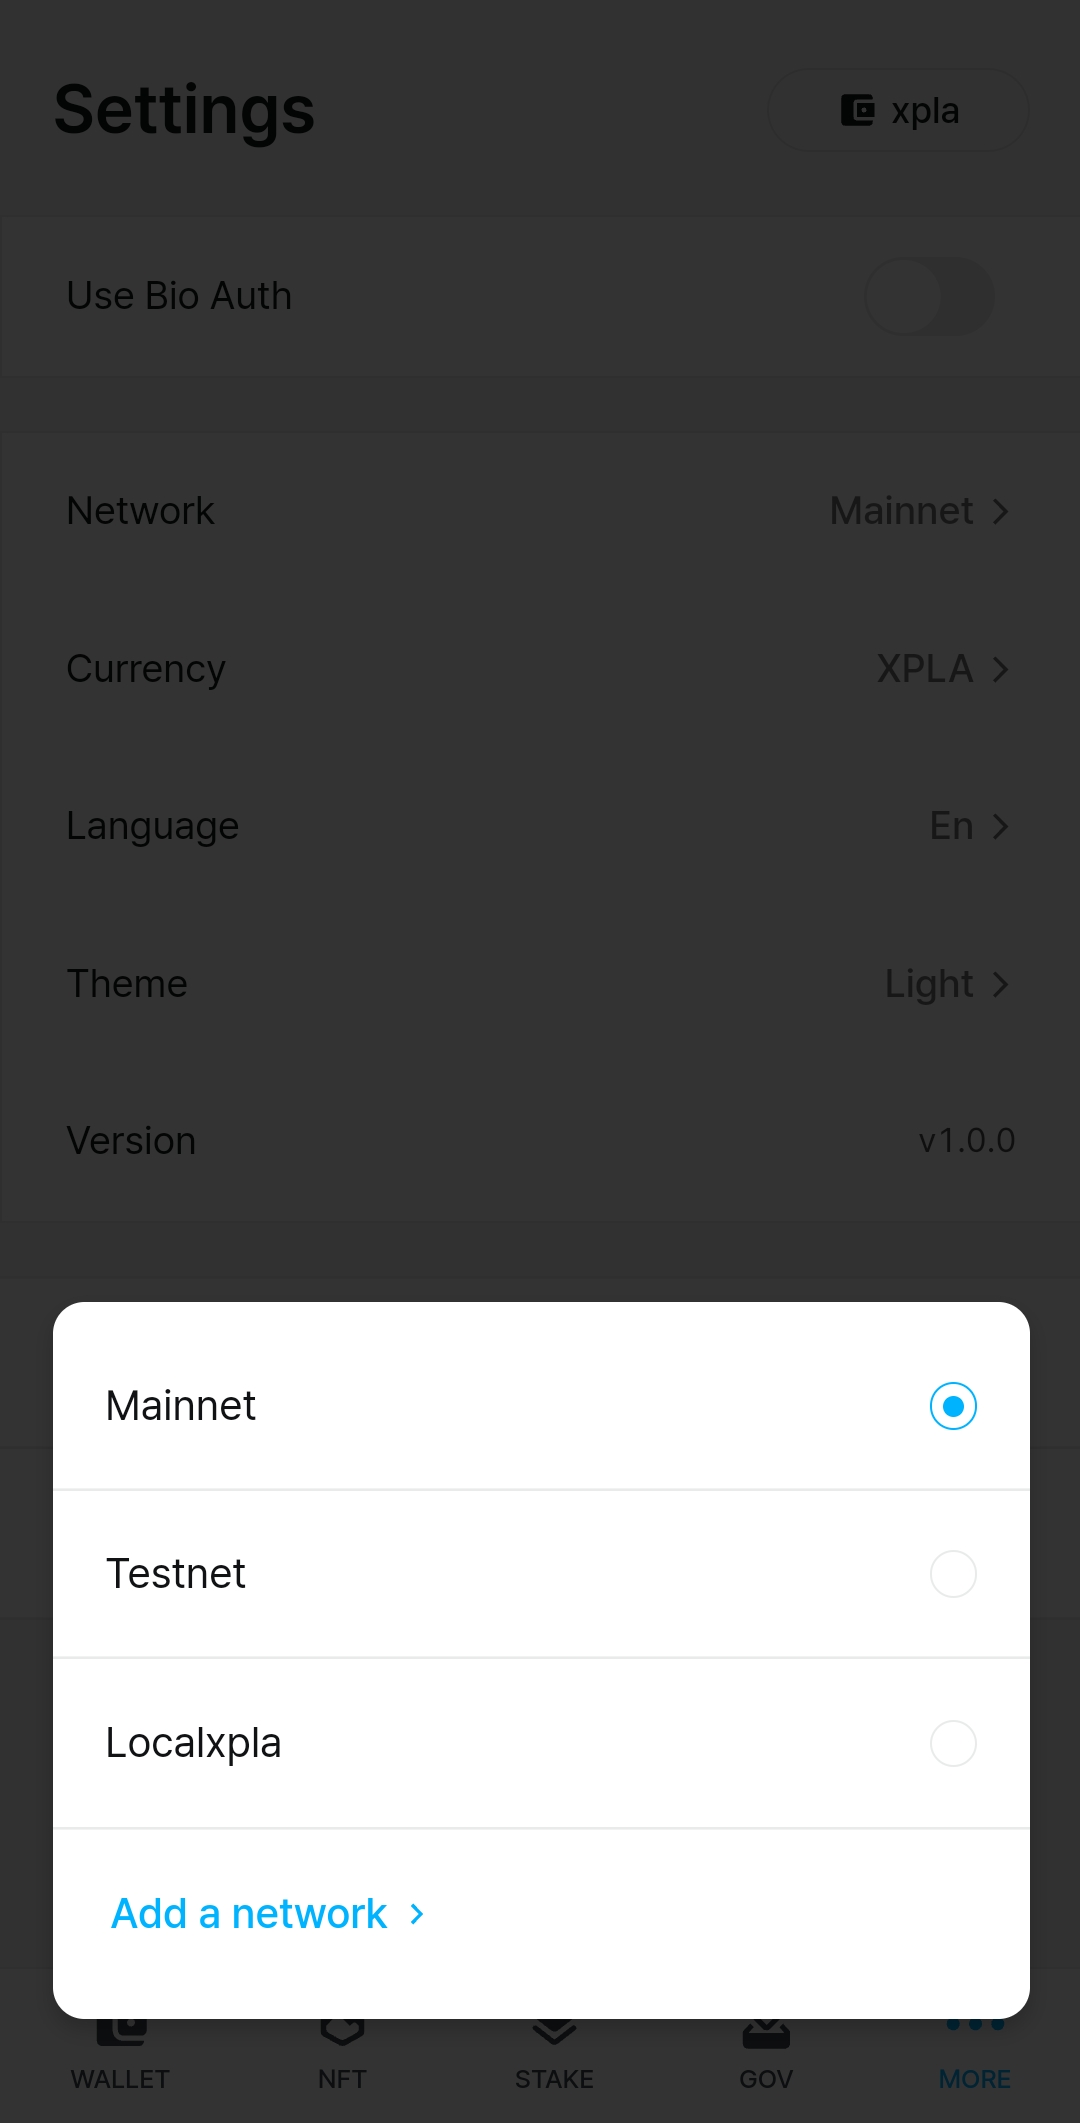 Settings
xpla
Use Bio Auth
Network Mainnet
Currency XPLA
Language En
Theme Light
Version v1.0.0
Mainnet
Testnet
Localxpla
Add a network
WALLET NFT STAKE GOV MORE